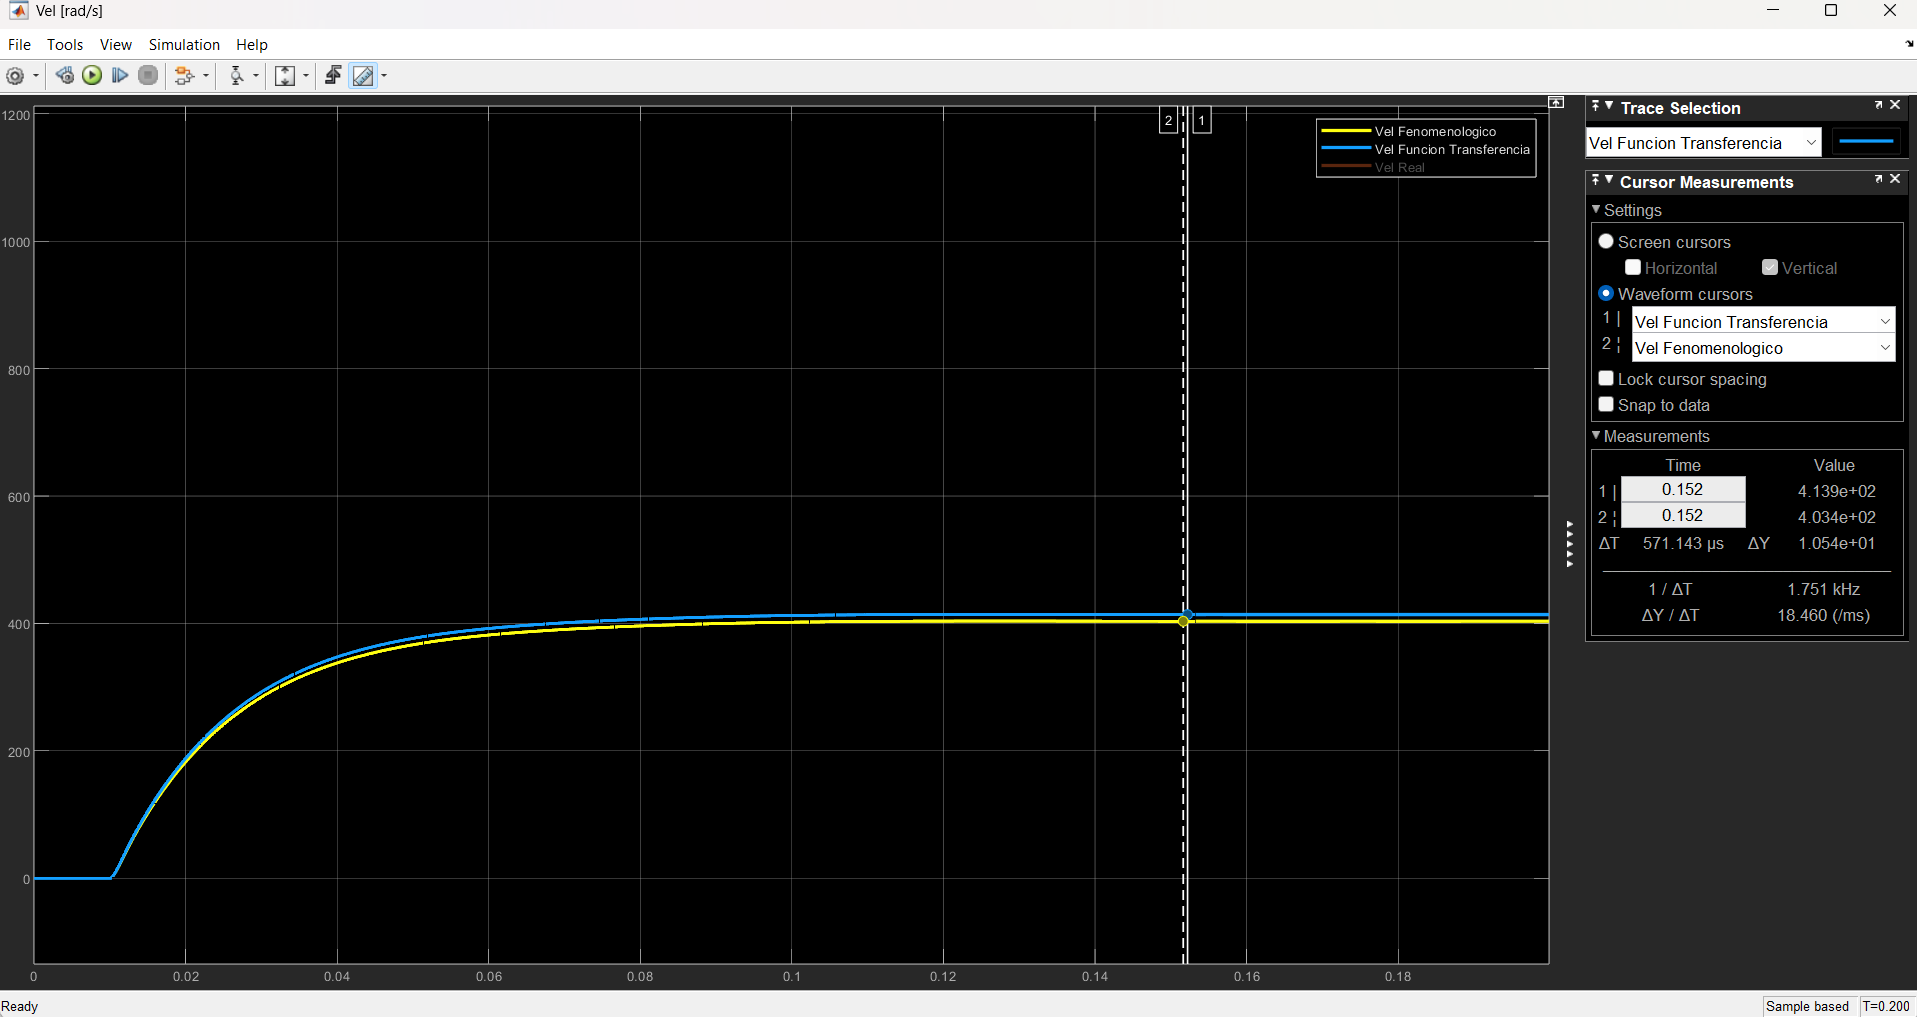 Vel [rad/s]
File Tools View Simulation Help
1200
1000
800
600
400
200
0
0 0.02 0.04 0.06 0.08 0.1 0.12 0.14 0.16 0.18
2 1
Vel Fenomenologico
Vel Funcion Transferencia
Vel Real
Trace Selection
Vel Funcion Transferencia
Cursor Measurements
Settings
Screen cursors
Horizontal Vertical
Waveform cursors
1 | Vel Funcion Transferencia
2 ¦ Vel Fenomenologico
Lock cursor spacing
Snap to data
Measurements
Time Value
1 | 0.152 4.139e+02
2 ¦ 0.152 4.034e+02
ΔT 571.143 µs ΔY 1.054e+01
1 / ΔT 1.751 kHz
ΔY / ΔT 18.460 (/ms)
Ready Sample based T=0.200